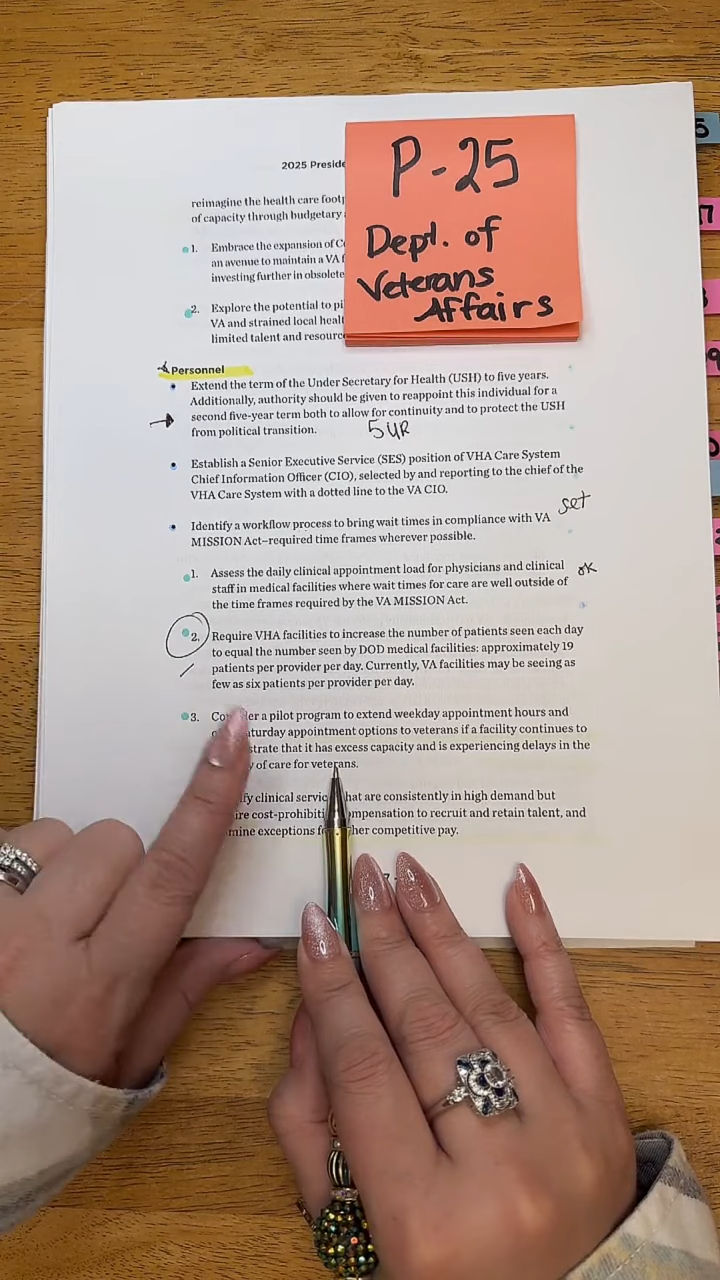 2025 Preside
P-25
Dept. of
Veterans
Affairs
reimagine the health care
of capacity through budgetary
1. Embrace the expansion of
an avenue to maintain a VA
investing further in obsolete
2. Explore the potential to
VA and strained local
limited talent and
Personnel
• Extend the term of the Under Secretary for Health (USH) to five years.
Additionally, authority should be given to reappoint this individual for a
second five-year term both to allow for continuity and to protect the USH
from political transition. 5 YR
• Establish a Senior Executive Service (SES) position of VHA Care System
Chief Information Officer (CIO), selected by and reporting to the chief of the
VHA Care System with a dotted line to the VA CIO.
set
• Identify a workflow process to bring wait times in compliance with VA
MISSION Act–required time frames wherever possible.
1. Assess the daily clinical appointment load for physicians and clinical ok
staff in medical facilities where wait times for care are well outside of
the time frames required by the VA MISSION Act.
2. Require VHA facilities to increase the number of patients seen each day
to equal the number seen by DOD medical facilities: approximately 19
patients per provider per day. Currently, VA facilities may be seeing as
few as six patients per provider per day.
3. er a pilot program to extend weekday appointment hours and
aturday appointment options to veterans if a facility continues to
strate that it has excess capacity and is experiencing delays in the
of care for veterans.
ify clinical that are consistently in high demand but
cost-prohibiti ompensation to recruit and retain talent, and
mine exceptions her competitive pay.